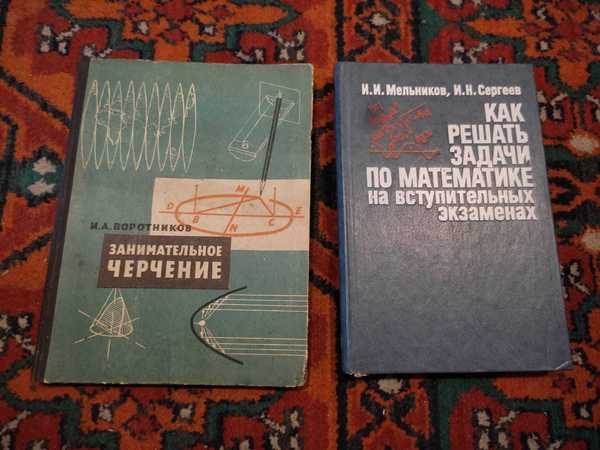 D
M
B
C
E
N
И.А.ВОРОТНИКОВ
ЗАНИМАТЕЛЬНОЕ
ЧЕРЧЕНИЕ
И.И.Мельников, И.Н.Сергеев
КАК
РЕШАТЬ
ЗАДАЧИ
ПО МАТЕМАТИКЕ
на вступительных
экзаменах